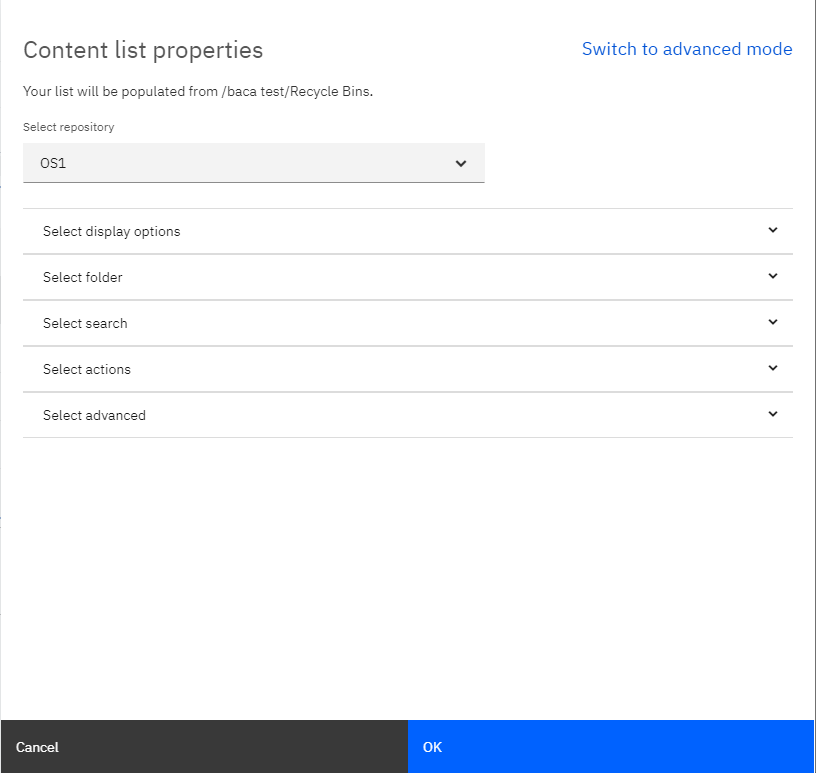 Content list properties
Switch to advanced mode
Your list will be populated from /baca test/Recycle Bins.
Select repository
OS1
Select display options
Select folder
Select search
Select actions
Select advanced
Cancel
OK